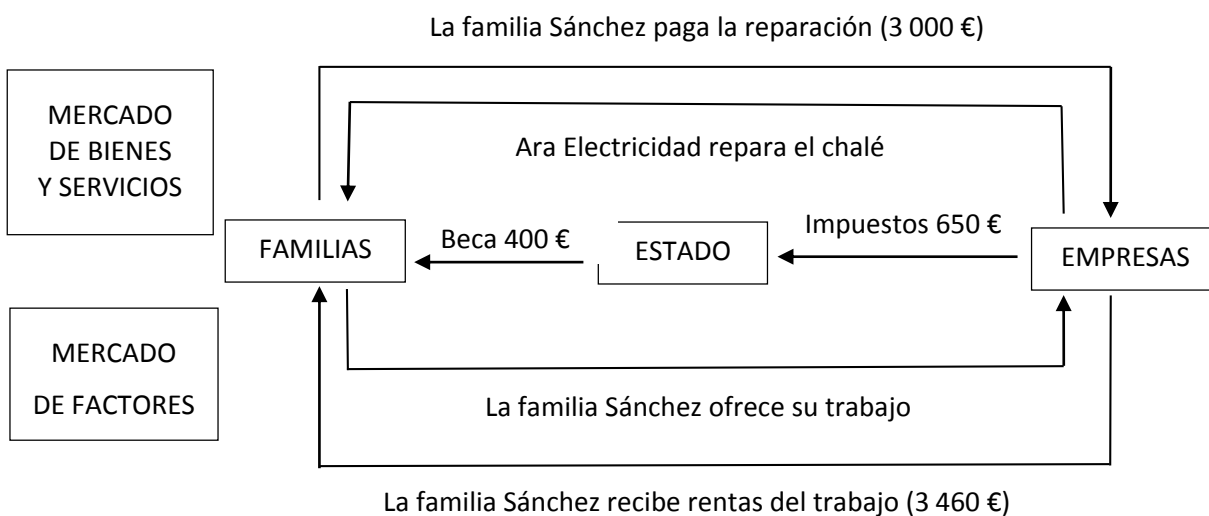 La familia Sánchez paga la reparación (3 000 €)
MERCADO
DE BIENES
Y SERVICIOS
Ara Electricidad repara el chalé
FAMILIAS
Beca 400 €
ESTADO
Impuestos 650 €
EMPRESAS
MERCADO
DE FACTORES
La familia Sánchez ofrece su trabajo
La familia Sánchez recibe rentas del trabajo (3 460 €)